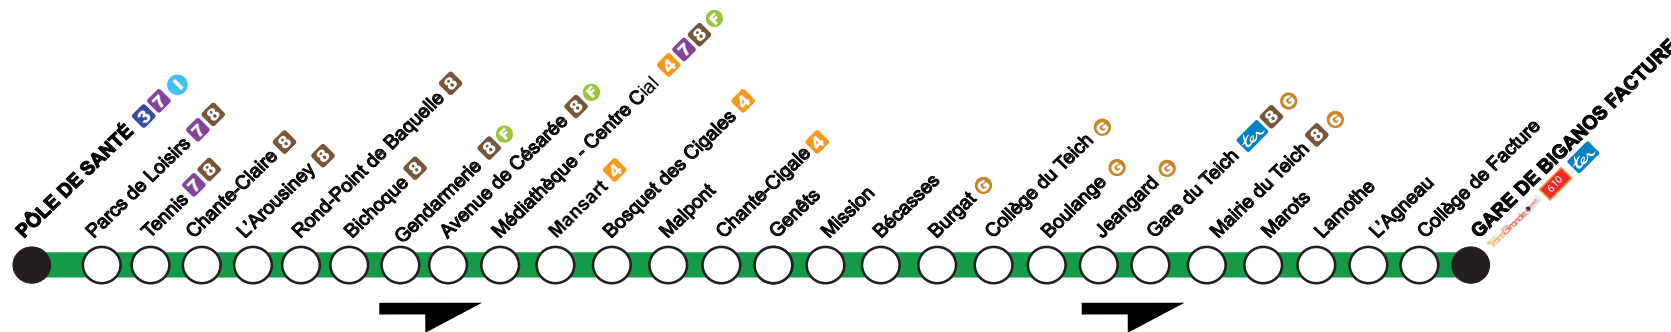 PÔLE DE SANTÉ 3 7 I
Parcs de Loisirs 7 8
Tennis 7 8
Chante-Claire 8
L'Arousiney 8
Rond-Point de Baquelle 8
Bichoque 8
Gendarmerie 8 F
Avenue de Césarée 8 F
Médiathèque - Centre Cial 4 7 8 F
Mansart 4
Bosquet des Cigales 4
Malpont
Chante-Cigale 4
Genêts
Mission
Bécasses
Burgat G
Collège du Teich G
Boulange G
Jeangard G
Gare du Teich ter 8 G
Mairie du Teich 8 G
Marots
Lamothe
L'Agneau
Collège de Facture
GARE DE BIGANOS FACTURE
transGironde 610 ter